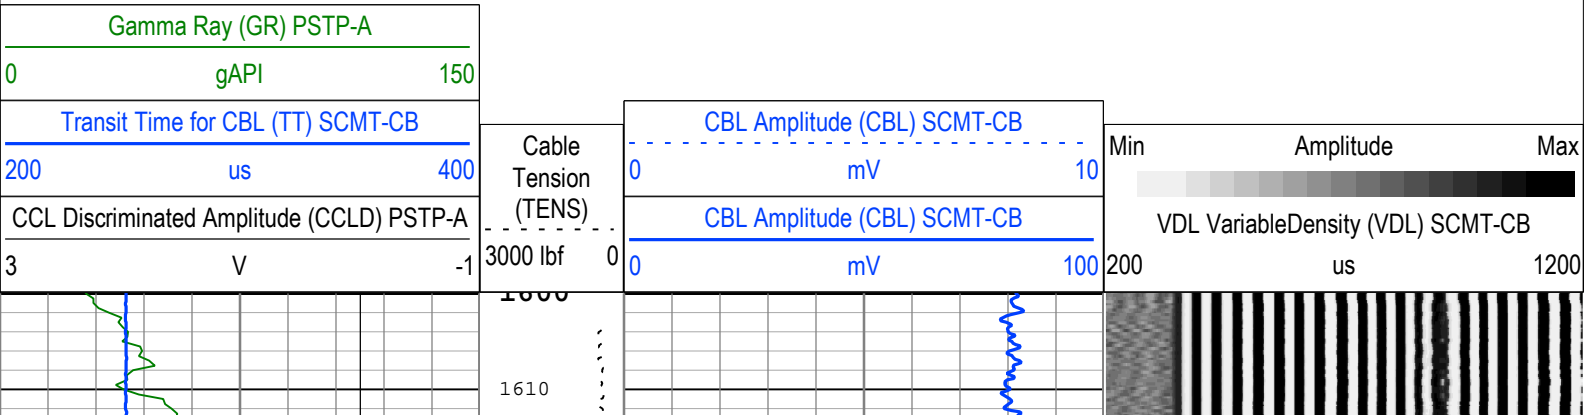 Gamma Ray (GR) PSTP-A
0 gAPI 150
Transit Time for CBL (TT) SCMT-CB
200 us 400
CCL Discriminated Amplitude (CCLD) PSTP-A
3 V -1
Cable
Tension
(TENS)
3000 lbf 0
CBL Amplitude (CBL) SCMT-CB
0 mV 10
CBL Amplitude (CBL) SCMT-CB
0 mV 100
Min Amplitude Max
VDL VariableDensity (VDL) SCMT-CB
200 us 1200
1600
1610